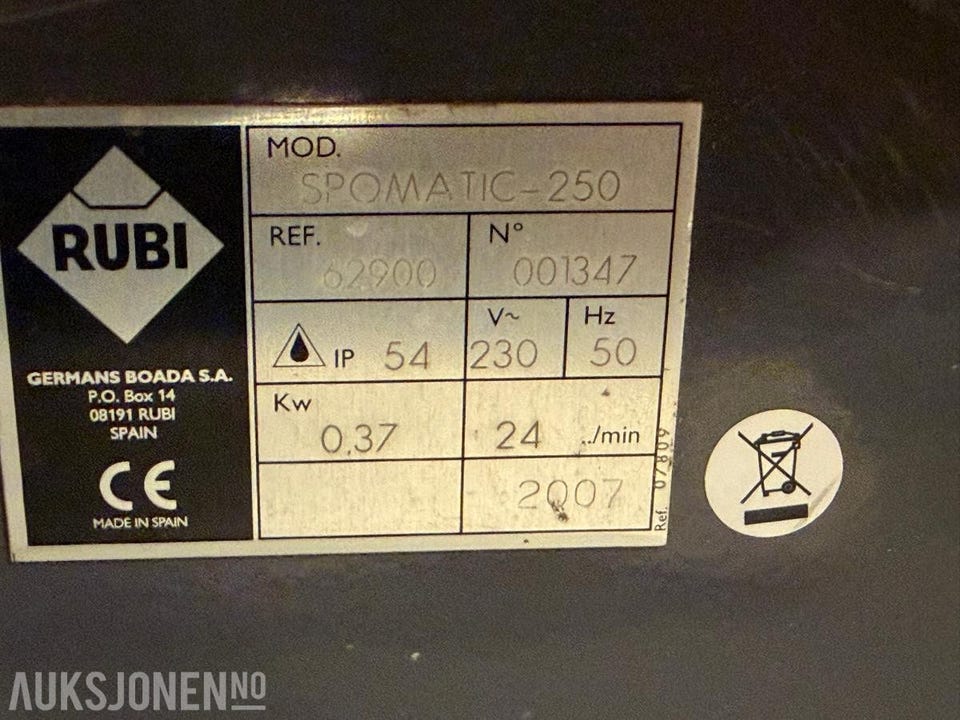 RUBI
GERMANS BOADA S.A.
P.O. Box 14
08191 RUBI
SPAIN
CE
MADE IN SPAIN
MOD.
SPOMATIC-250
REF.
62900
N°
001347
IP 54
V~
230
Hz
50
Kw
0,37
24 ../min
2007
Ref. 07809
AUKSJONEN.NO